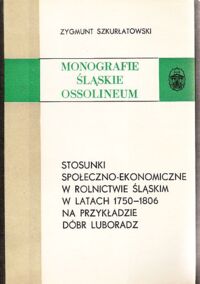 ZYGMUNT SZKURŁATOWSKI
MONOGRAFIE
ŚLĄSKIE
OSSOLINEUM
STOSUNKI
SPOŁECZNO-EKONOMICZNE
W ROLNICTWIE ŚLĄSKIM
W LATACH 1750–1806
NA PRZYKŁADZIE
DÓBR LUBORADZ